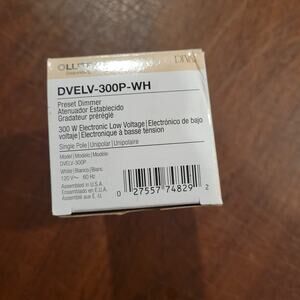 DIVA
DVELV-300P-WH
Preset Dimmer
Atenuador Establecido
Gradateur préréglé
300 W Electronic Low Voltage | Electrónico de bajo
voltaje | Électronique à basse tension
Single Pole | Unipolar | Unipolaire
Model | Modelo | Modèle:
DVELV-300P
White | Blanco | Blanc
120 V~ 60 Hz
Assembled in U.S.A.
Ensamblado en E.U.A.
Assemblé aux É.-U.
0 27557 74829 2